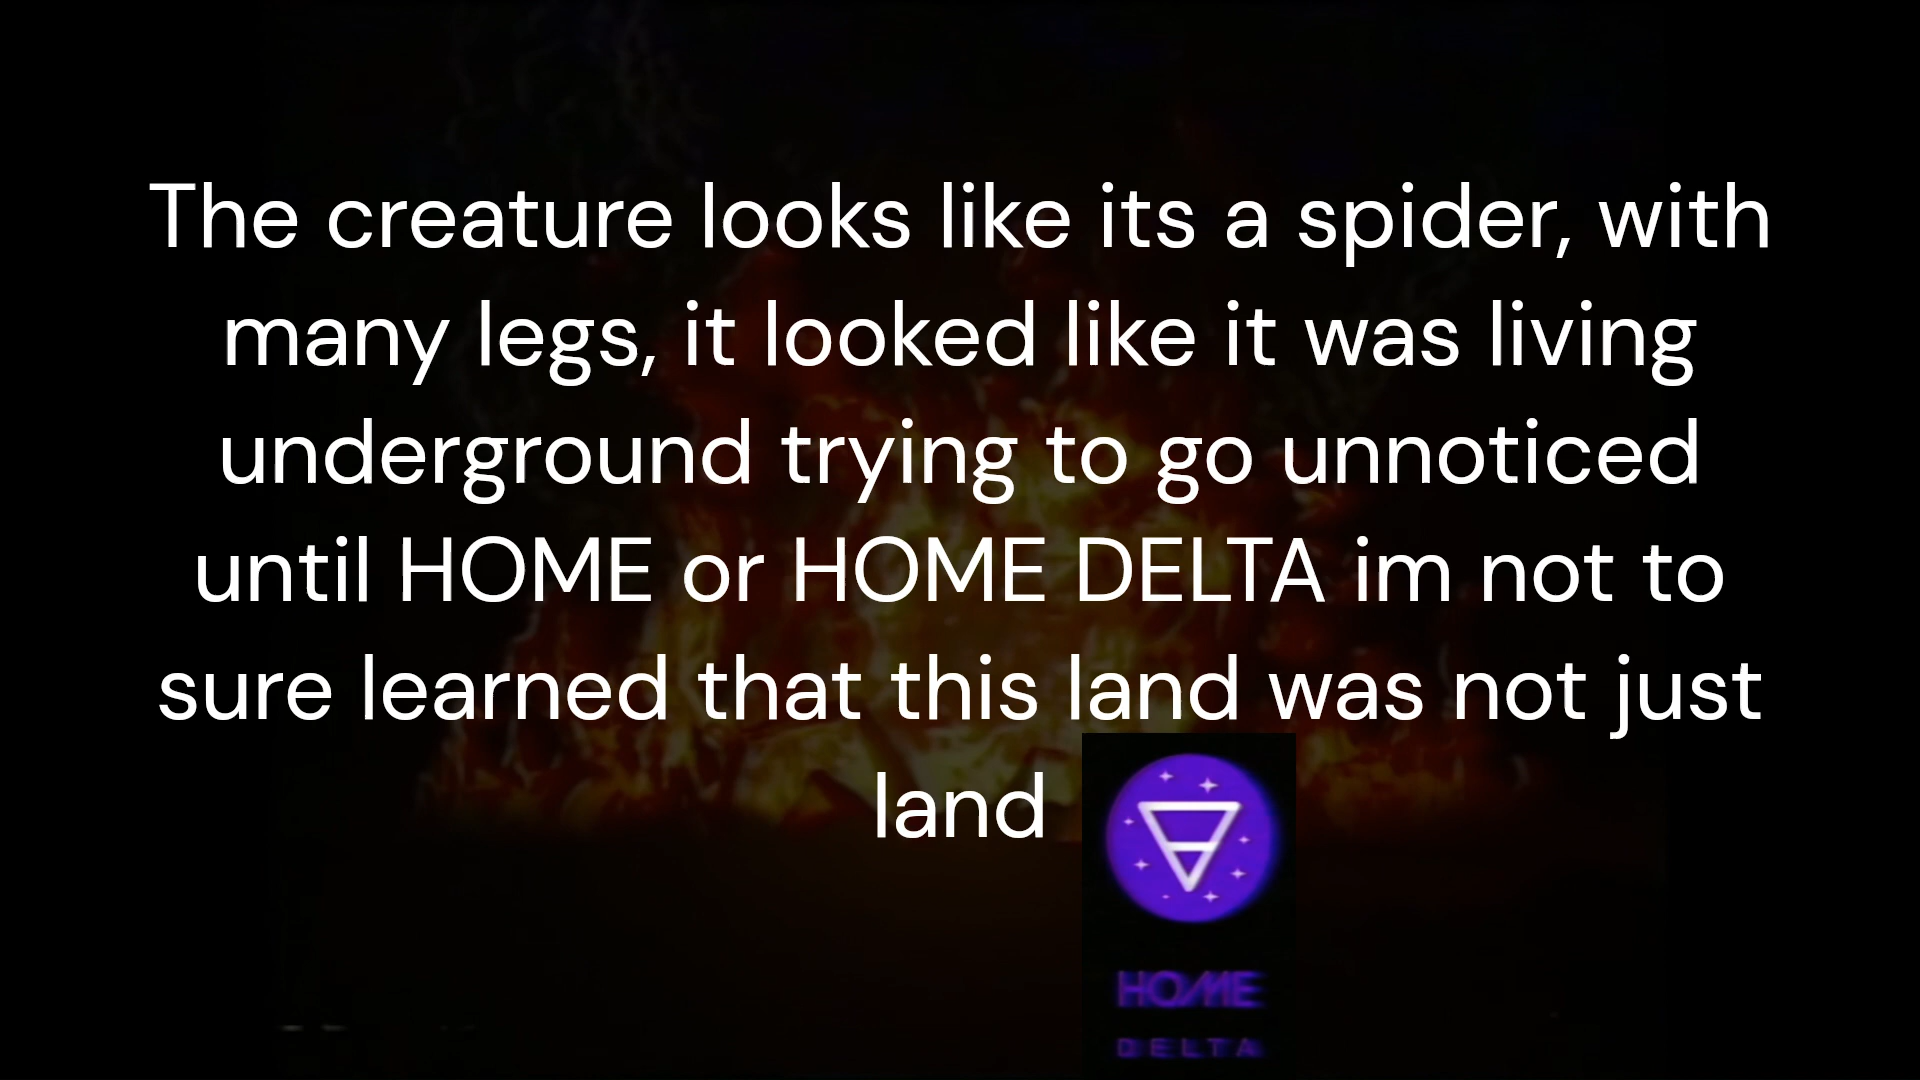 The creature looks like its a spider, with
many legs, it looked like it was living
underground trying to go unnoticed
until HOME or HOME DELTA im not to
sure learned that this land was not just
land
HOME
DELTA